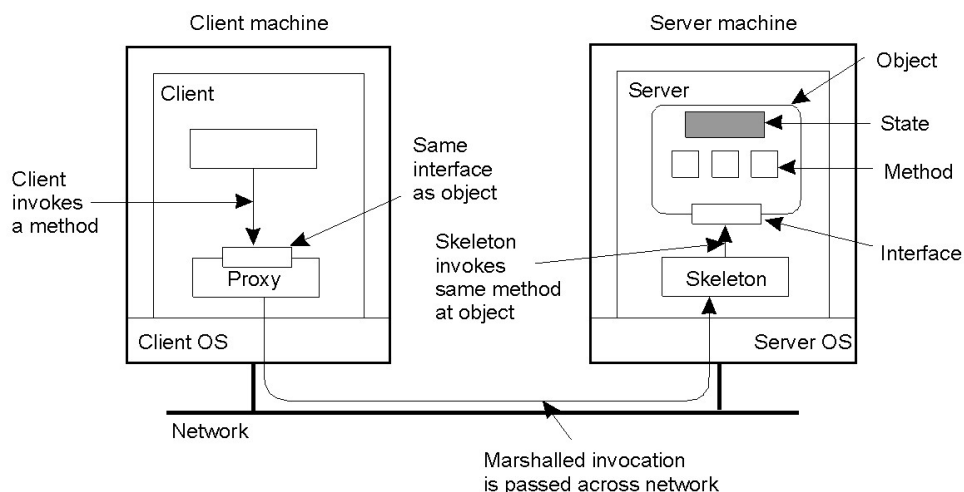 Client machine
Server machine
Object
Client
Server
State
Same
interface
as object
Client
invokes
a method
Method
Skeleton
invokes
same method
at object
Interface
Proxy
Skeleton
Client OS
Server OS
Network
Marshalled invocation
is passed across network